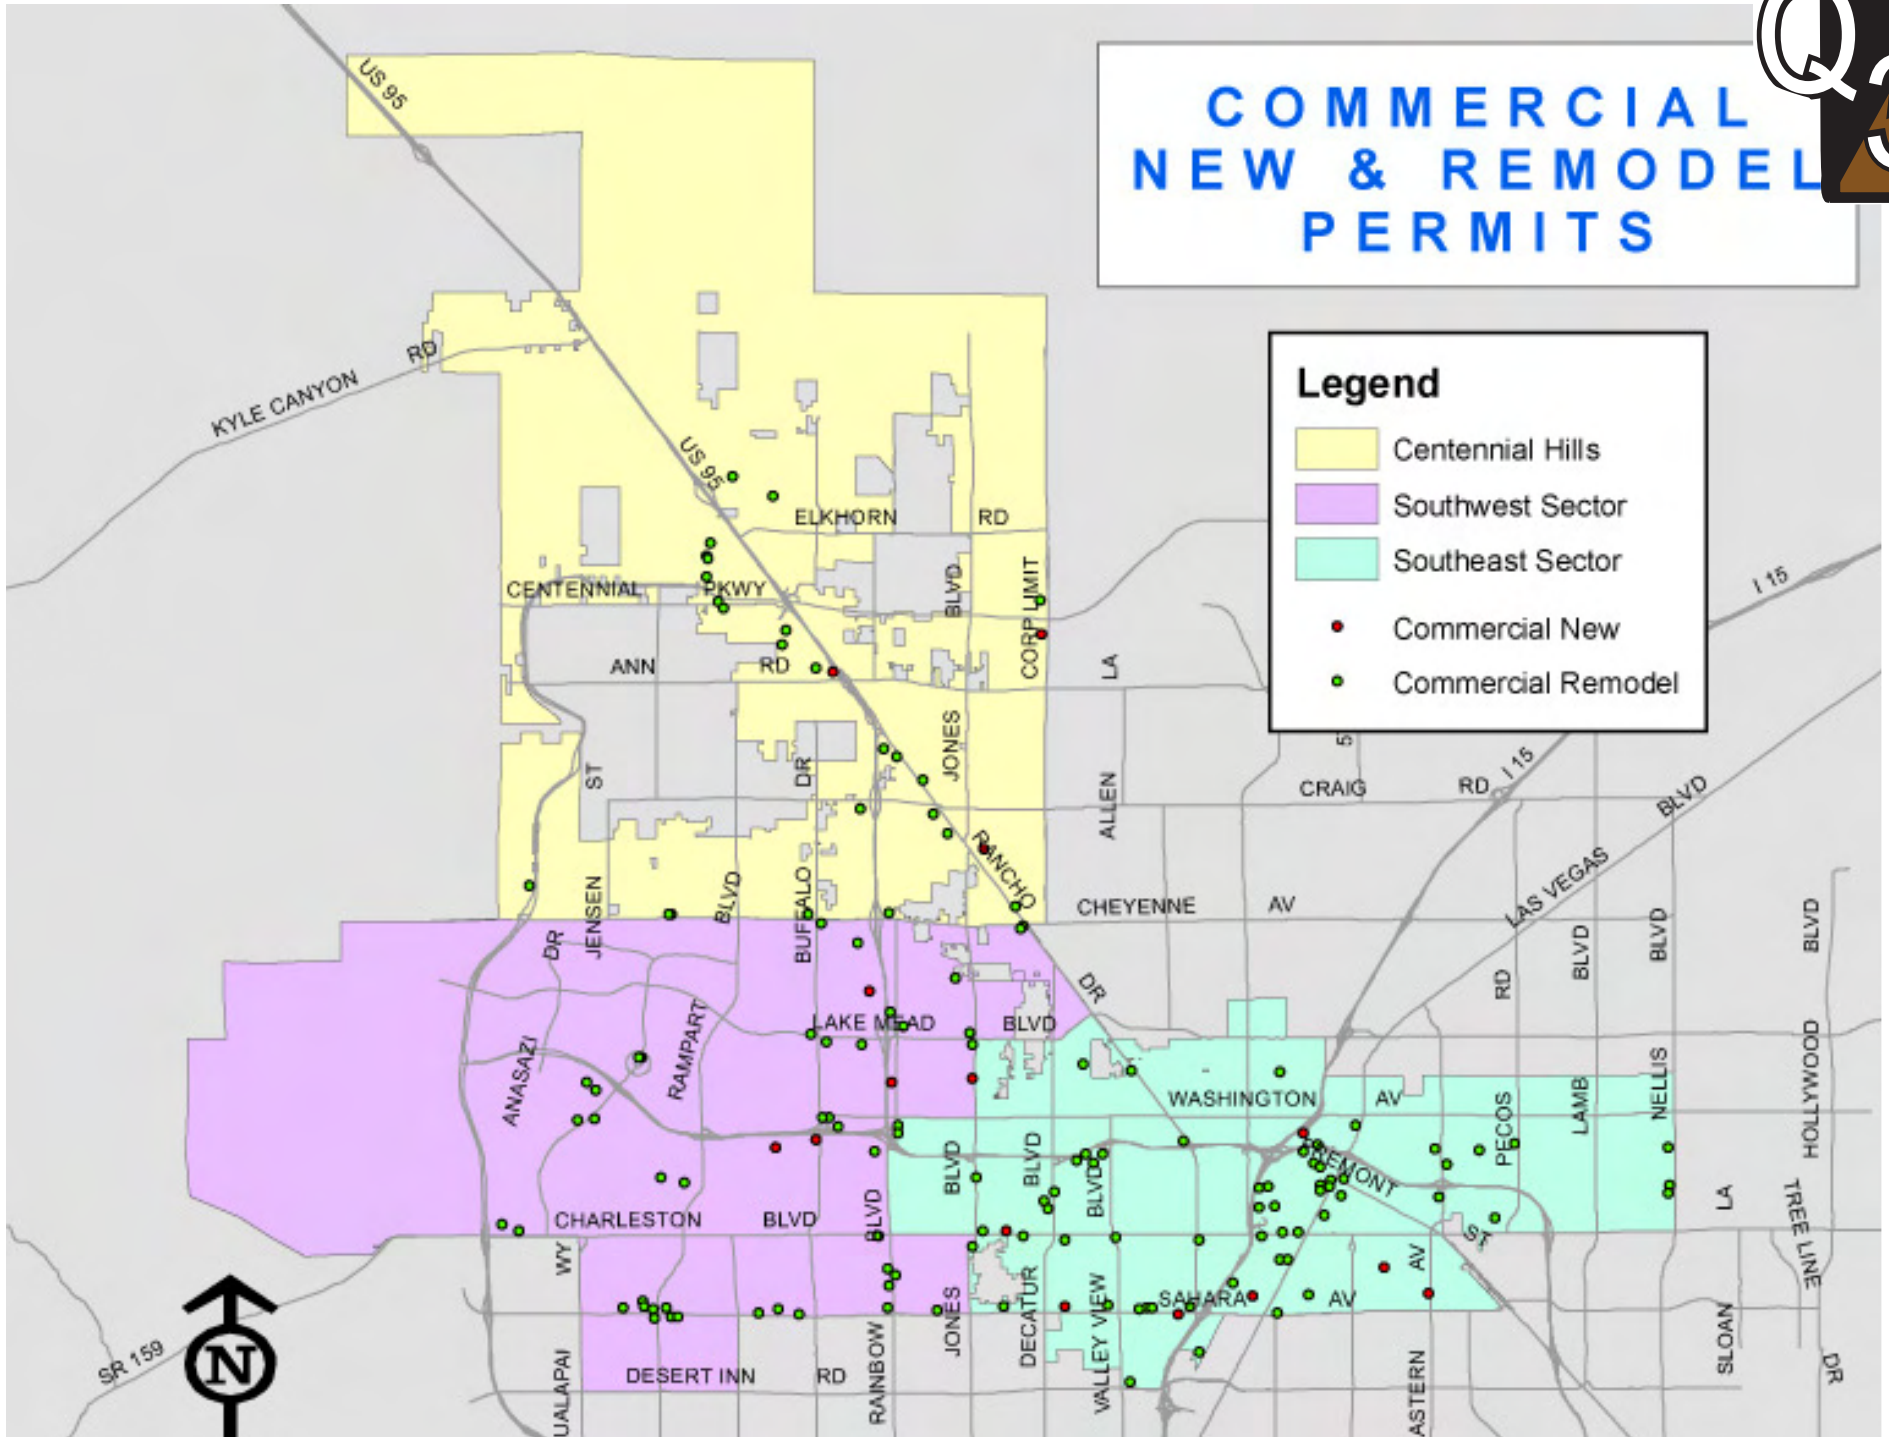 Q
3
COMMERCIAL
NEW & REMODEL
PERMITS
US 95
Legend
Centennial Hills
Southwest Sector
Southeast Sector
Commercial New
Commercial Remodel
KYLE CANYON RD
US 95
ELKHORN RD
CENTENNIAL PKWY
BLVD
CORP LIMIT
I 15
ANN RD
LA
ST
DR
JONES
ALLEN
CRAIG RD
I 15
BLVD
RANCHO
JENSEN
BLVD
BUFFALO
CHEYENNE AV
LAS VEGAS
BLVD
BLVD
BLVD
DR
RD
DR
LAKE MEAD BLVD
ANASAZI
RAMPART
WASHINGTON AV
PECOS
LAMB
NELLIS
HOLLYWOOD
BLVD
BLVD
BLVD
FREMONT
CHARLESTON BLVD
BLVD
ST
LA
TREE LINE
WY
AV
SAHARA AV
JONES
DECATUR
VALLEY VIEW
SLOAN
N
SR 159
UALAPAI
DESERT INN RD
RAINBOW
ASTERN
DR